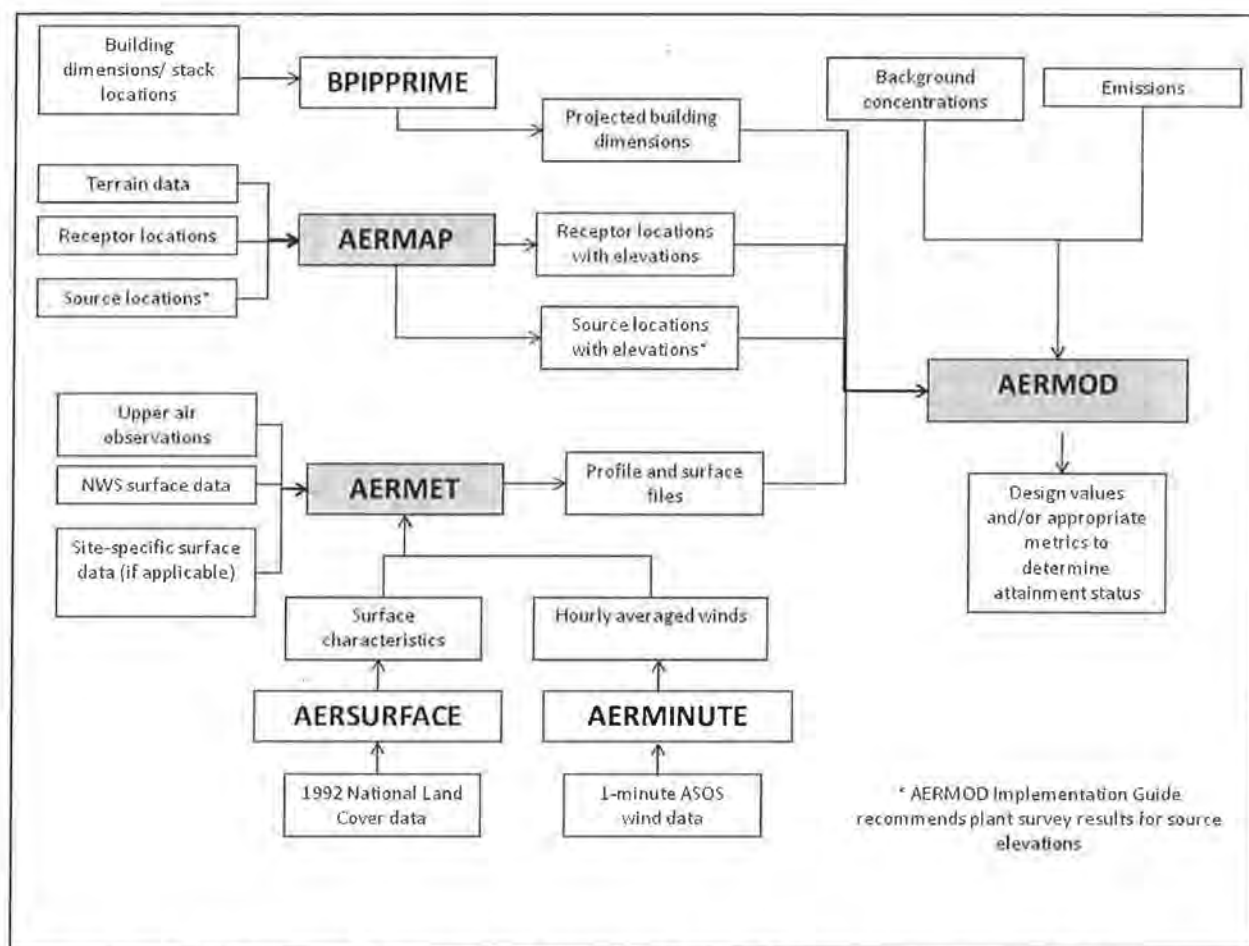 Building
dimensions/ stack
locations
BPIPPRIME
Projected building
dimensions
Background
concentrations
Emissions
Terrain data
Receptor locations
Source locations*
AERMAP
Receptor locations
with elevations
Source locations
with elevations*
AERMOD
Upper air
observations
NWS surface data
Site-specific surface
data (if applicable)
AERMET
Profile and surface
files
Design values
and/or appropriate
metrics to
determine
attainment status
Surface
characteristics
Hourly averaged winds
AERSURFACE
AERMINUTE
1992 National Land
Cover data
1-minute ASOS
wind data
* AERMOD Implementation Guide
recommends plant survey results for source
elevations